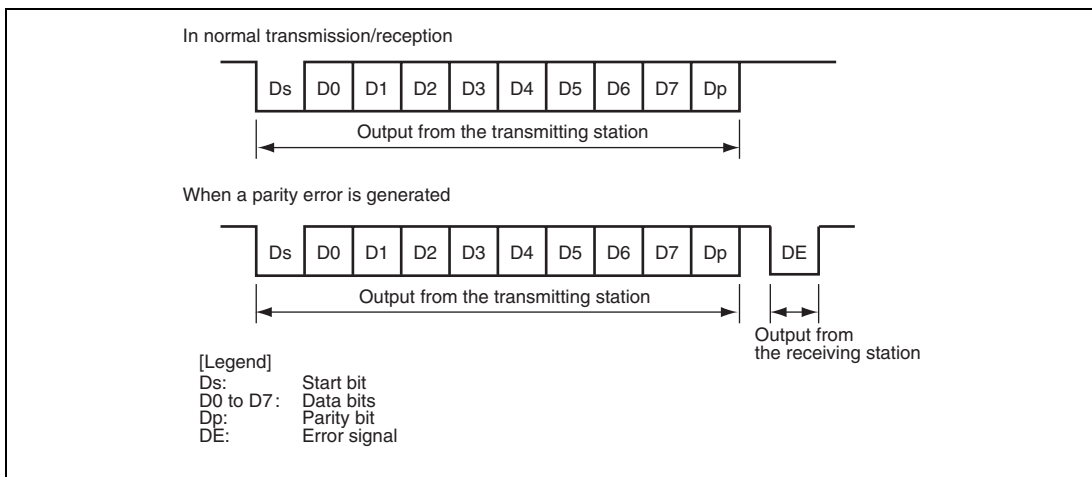 In normal transmission/reception
Ds D0 D1 D2 D3 D4 D5 D6 D7 Dp
Output from the transmitting station
When a parity error is generated
Ds D0 D1 D2 D3 D4 D5 D6 D7 Dp DE
Output from the transmitting station
Output from
the receiving station
[Legend]
Ds: Start bit
D0 to D7: Data bits
Dp: Parity bit
DE: Error signal